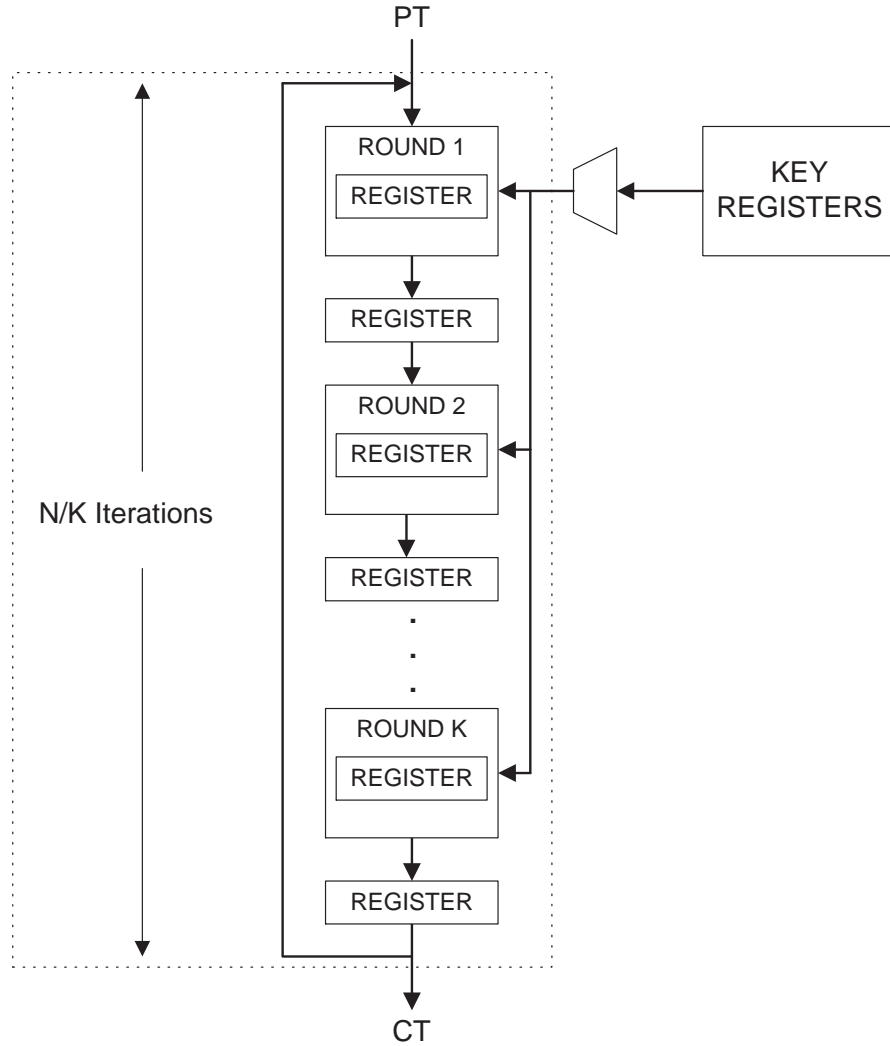 PT
ROUND 1
REGISTER
KEY
REGISTERS
REGISTER
ROUND 2
REGISTER
N/K Iterations
REGISTER
.
.
.
ROUND K
REGISTER
REGISTER
CT